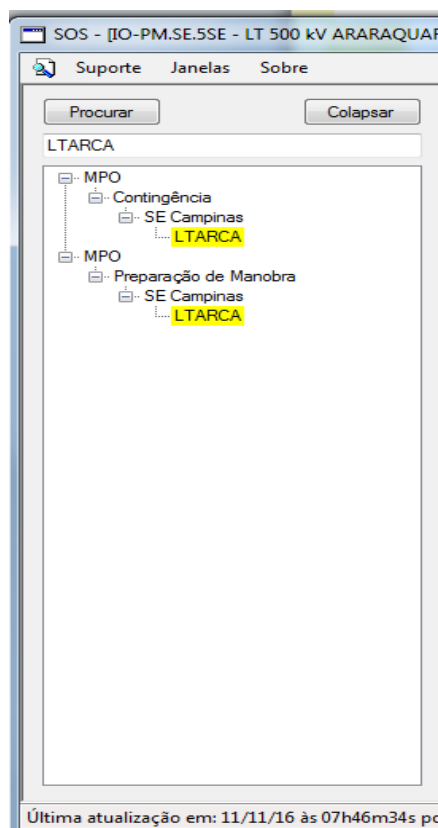 SOS - [IO-PM.SE.5SE - LT 500 kV ARARAQUAR
Suporte Janelas Sobre
Procurar Colapsar
LTARCA
MPO
Contingência
SE Campinas
LTARCA
MPO
Preparação de Manobra
SE Campinas
LTARCA
Última atualização em: 11/11/16 às 07h46m34s po